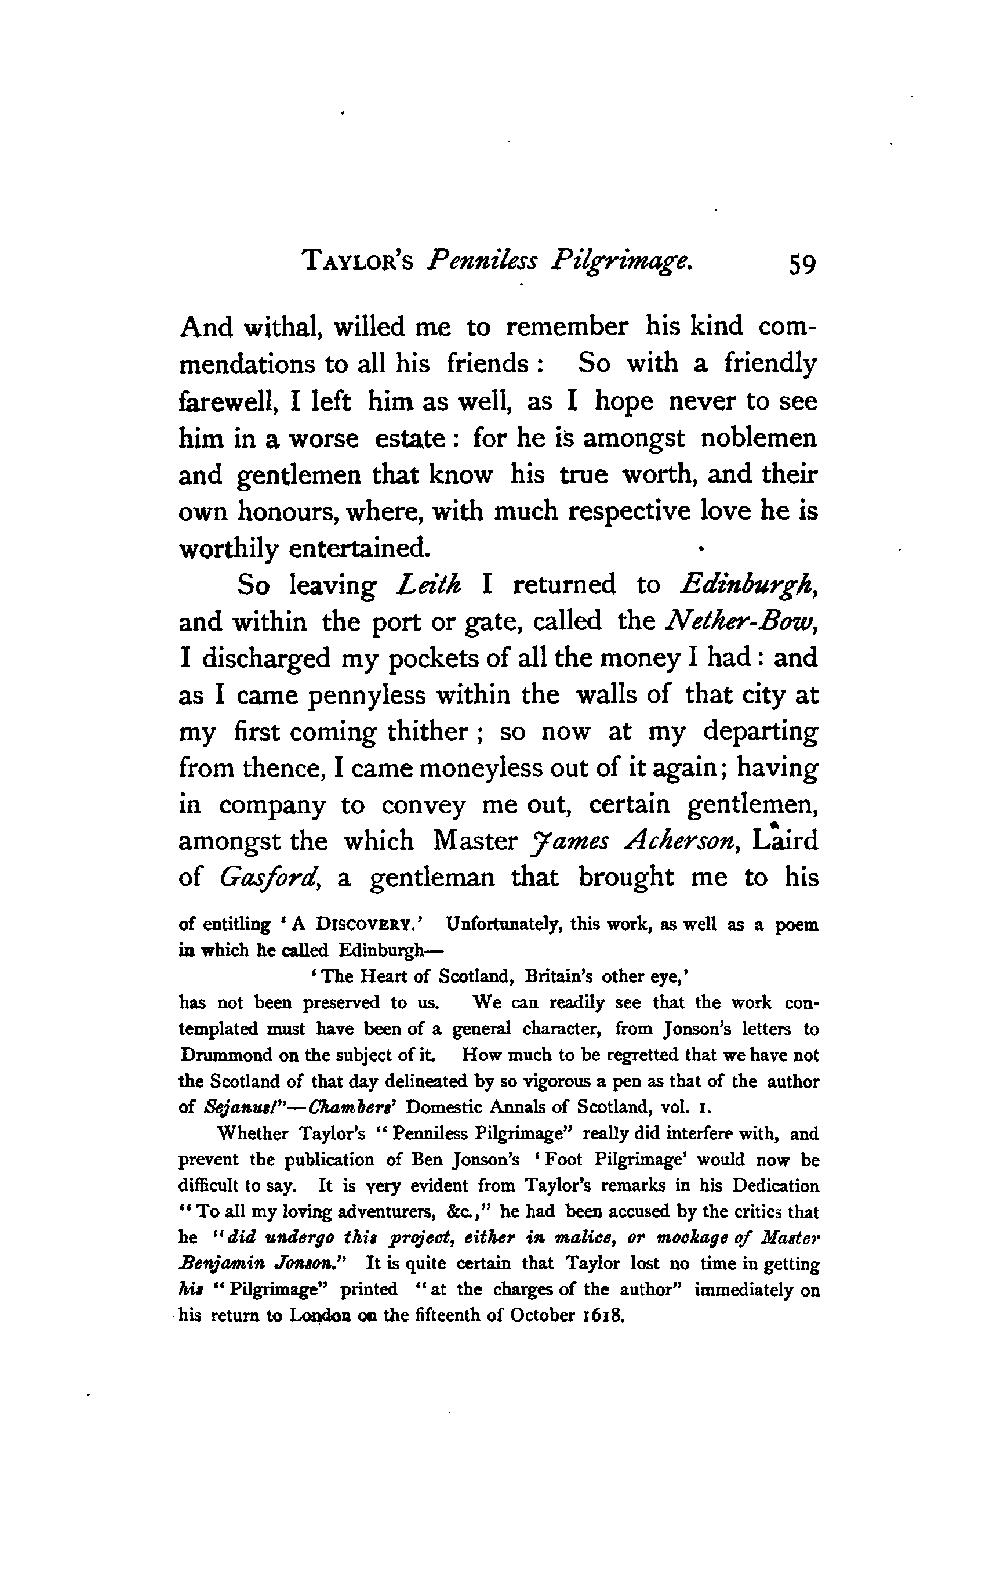 TAYLOR'S Penniless Pilgrimage. 59
And withal, willed me to remember his kind com-
mendations to all his friends : So with a friendly
farewell, I left him as well, as I hope never to see
him in a worse estate : for he is amongst noblemen
and gentlemen that know his true worth, and their
own honours, where, with much respective love he is
worthily entertained.
So leaving Leith I returned to Edinburgh,
and within the port or gate, called the Nether-Bow,
I discharged my pockets of all the money I had : and
as I came pennyless within the walls of that city at
my first coming thither ; so now at my departing
from thence, I came moneyless out of it again; having
in company to convey me out, certain gentlemen,
amongst the which Master James Acherson, Laird
of Gasford, a gentleman that brought me to his
of entitling ‘A DISCOVERY.’ Unfortunately, this work, as well as a poem
in which he called Edinburgh—
‘The Heart of Scotland, Britain's other eye,’
has not been preserved to us. We can readily see that the work con-
templated must have been of a general character, from Jonson's letters to
Drummond on the subject of it. How much to be regretted that we have not
the Scotland of that day delineated by so vigorous a pen as that of the author
of Sejanus!”—Chambers' Domestic Annals of Scotland, vol. I.
Whether Taylor's “Penniless Pilgrimage” really did interfere with, and
prevent the publication of Ben Jonson's ‘Foot Pilgrimage’ would now be
difficult to say. It is very evident from Taylor's remarks in his Dedication
“To all my loving adventurers, &c.,” he had been accused by the critics that
he “did undergo this project, either in malice, or mockage of Master
Benjamin Jonson.” It is quite certain that Taylor lost no time in getting
his “Pilgrimage” printed “at the charges of the author” immediately on
his return to London on the fifteenth of October 1618.